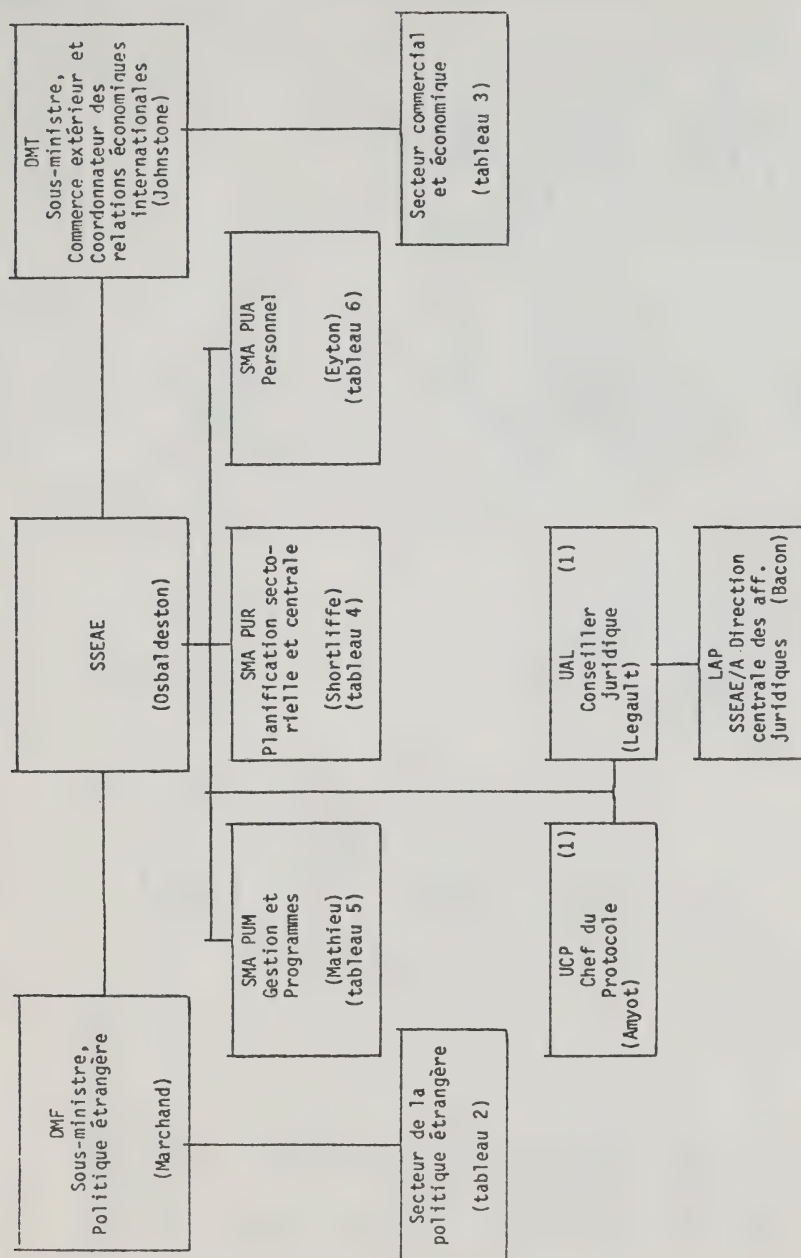 DMF
Sous-ministre,
Politique étrangère
(Marchand)
SSEAE
(Osbaldeston)
DMT
Sous-ministre,
Commerce extérieur et
Coordonnateur des
relations économiques
internationales
(Johnstone)
SMA PUM
Gestion et
Programmes
(Mathieu)
(tableau 5)
SMA PUR
Planification secto-
rielle et centrale
(Shortliffe)
(tableau 4)
SMA PUA
Personnel
(Eyton)
(tableau 6)
Secteur de la
politique étrangère
(tableau 2)
Secteur commercial
et économique
(tableau 3)
UCP (1)
Chef du
Protocole
(Amyot)
UAL (1)
Conseiller
juridique
(Legault)
LAP
SSEAE/A Direction
centrale des aff.
juridiques (Bacon)